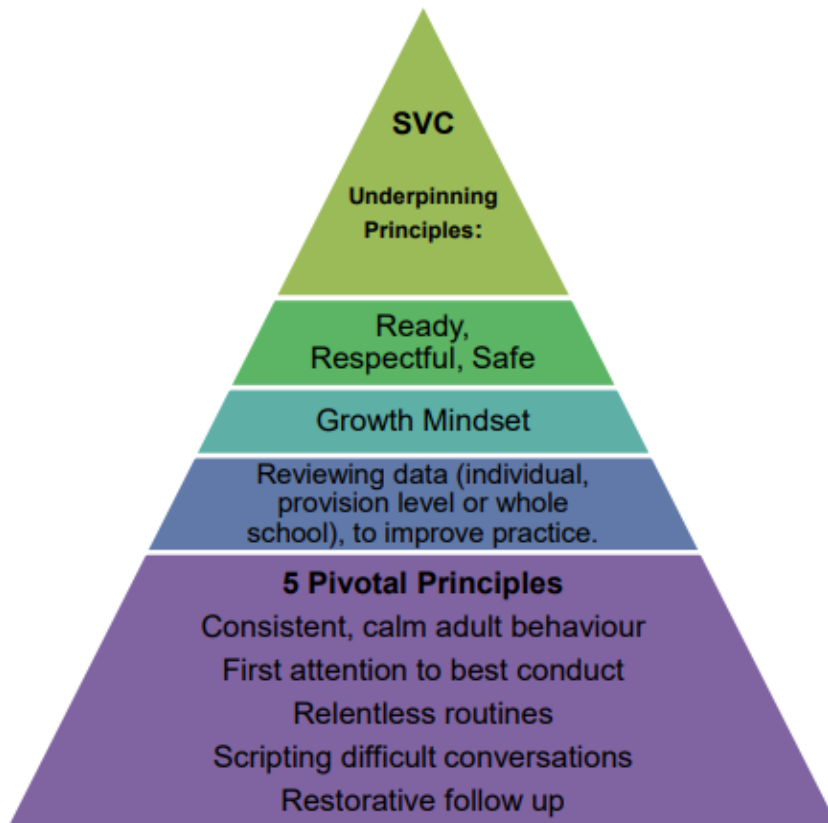 SVC
Underpinning
Principles:
Ready,
Respectful, Safe
Growth Mindset
Reviewing data (individual,
provision level or whole
school), to improve practice.
5 Pivotal Principles
Consistent, calm adult behaviour
First attention to best conduct
Relentless routines
Scripting difficult conversations
Restorative follow up